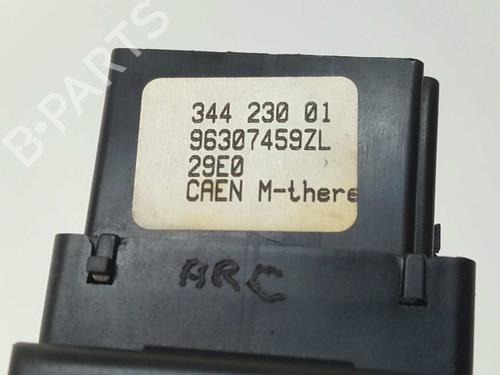 B-PARTS
344 230 01
96307459ZL
29E0
CAEN M-there
ARC